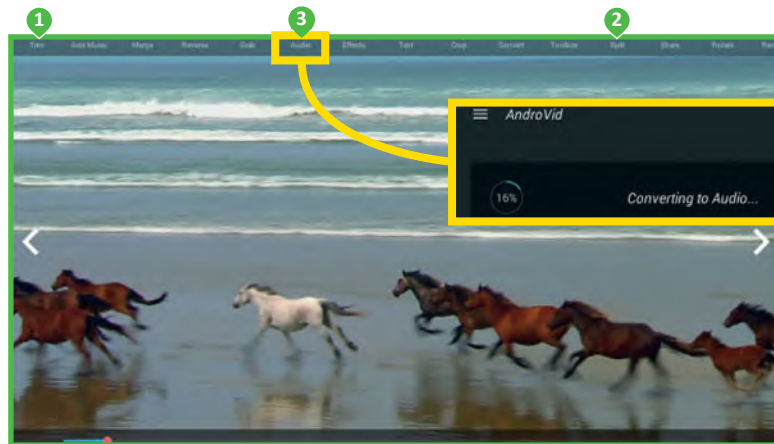 1 3 2
Trim Add Music Merge Reverse Grab Audio Effects Text Crop Convert Toolbox Split Share Rotate
AndroVid
16% Converting to Audio...